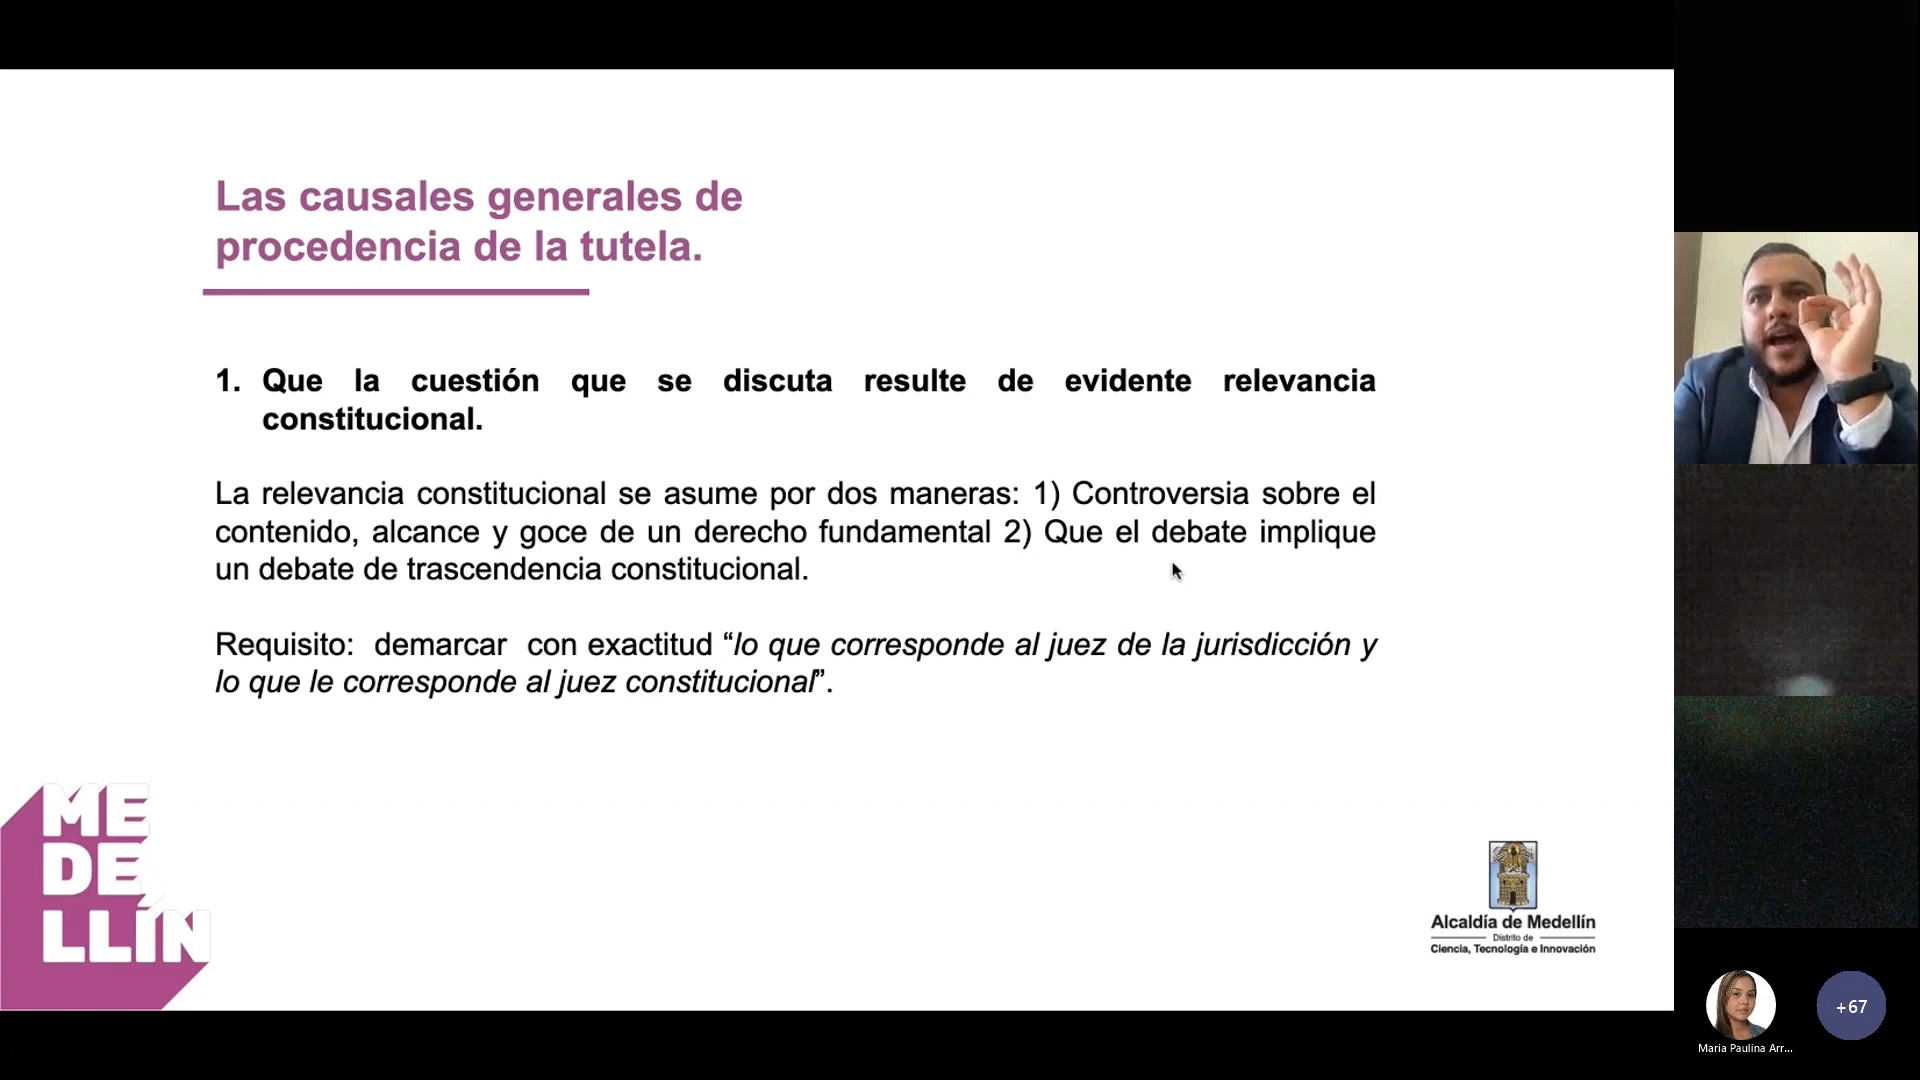 Las causales generales de
procedencia de la tutela.
1. Que la cuestión que se discuta resulte de evidente relevancia
constitucional.
La relevancia constitucional se asume por dos maneras: 1) Controversia sobre el
contenido, alcance y goce de un derecho fundamental 2) Que el debate implique
un debate de trascendencia constitucional.
Requisito: demarcar con exactitud “lo que corresponde al juez de la jurisdicción y
lo que le corresponde al juez constitucional”.
ME
DE
LLÍN
Alcaldía de Medellín
Distrito de
Ciencia, Tecnología e Innovación
Maria Paulina Arr...
+67